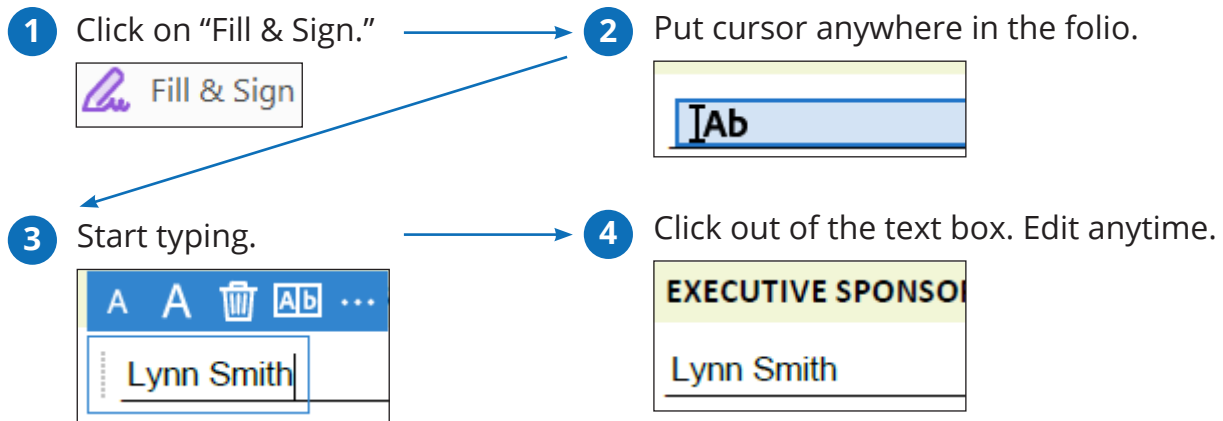 1 Click on “Fill & Sign.”
Fill & Sign
2 Put cursor anywhere in the folio.
Ab
3 Start typing.
A A Ab ...
Lynn Smith
4 Click out of the text box. Edit anytime.
EXECUTIVE SPONSO
Lynn Smith